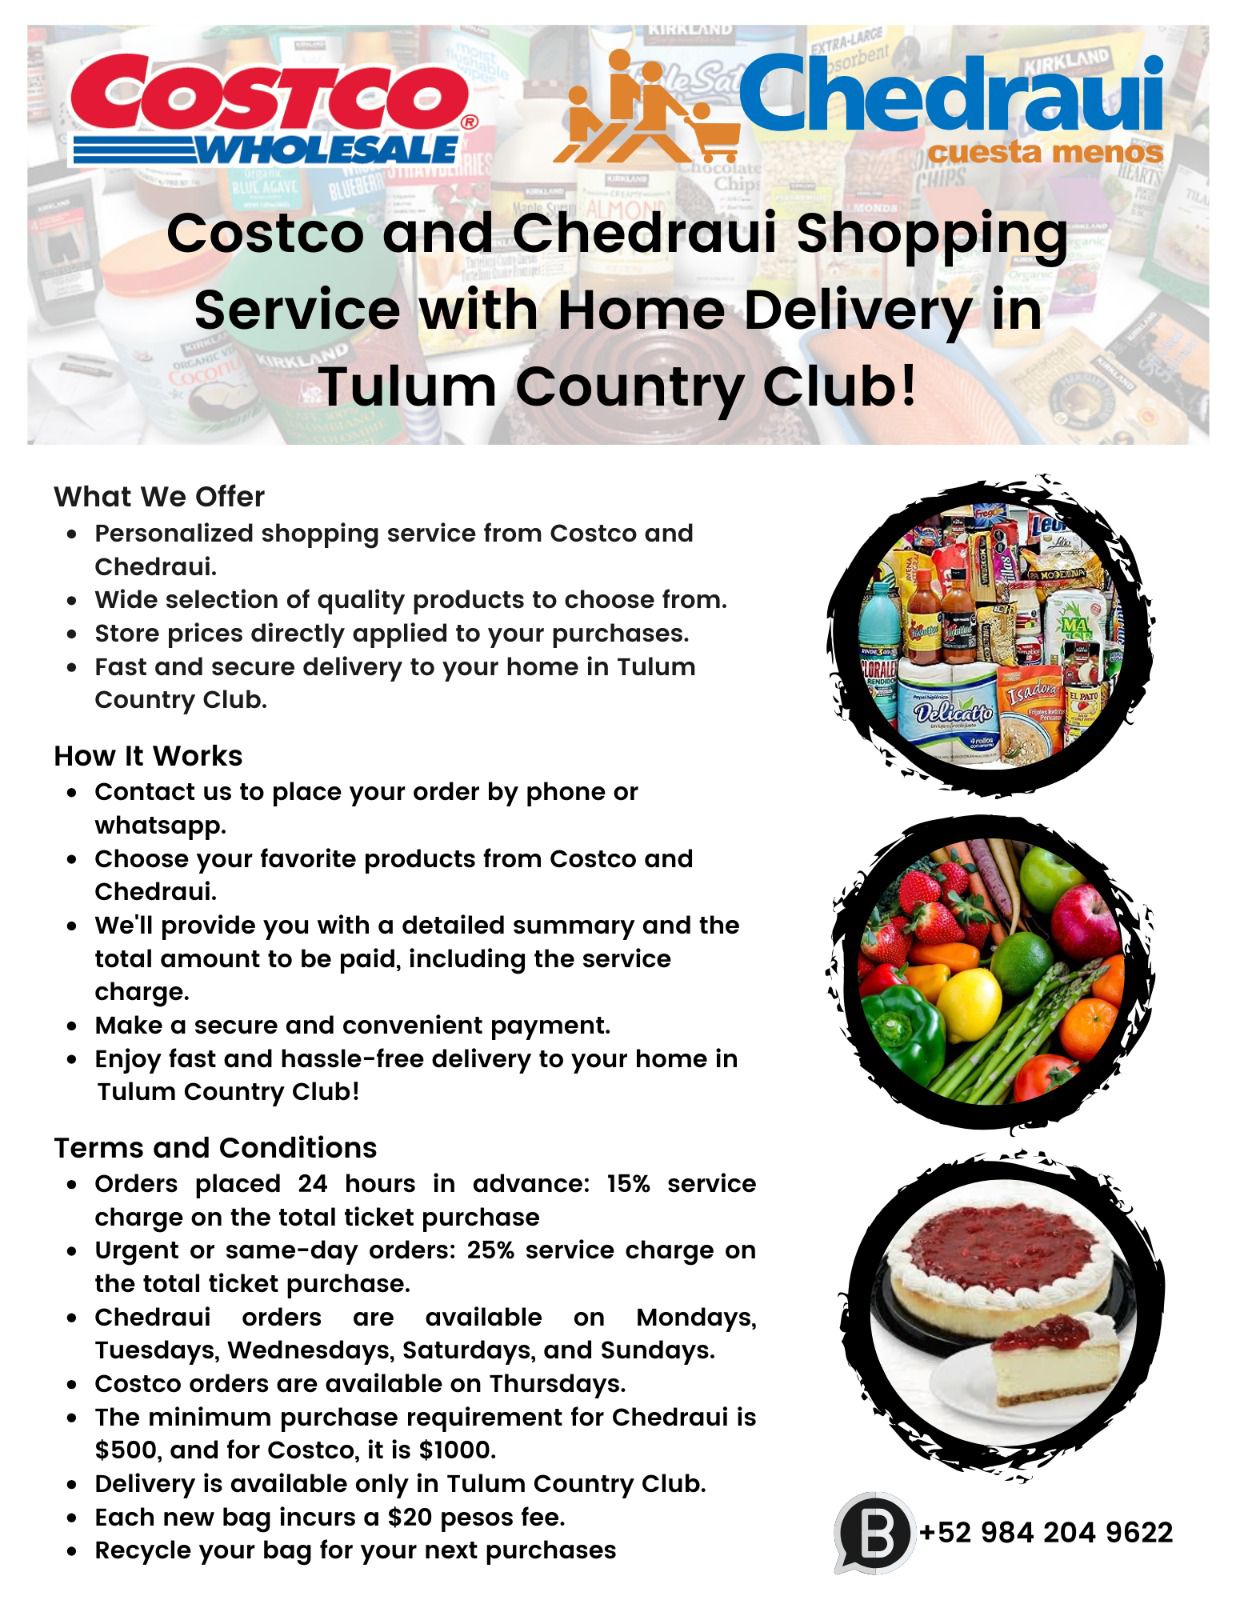 COSTCO®
WHOLESALE
Chedraui
cuesta menos
Costco and Chedraui Shopping
Service with Home Delivery in
Tulum Country Club!
What We Offer
• Personalized shopping service from Costco and
Chedraui.
• Wide selection of quality products to choose from.
• Store prices directly applied to your purchases.
• Fast and secure delivery to your home in Tulum
Country Club.
How It Works
• Contact us to place your order by phone or
whatsapp.
• Choose your favorite products from Costco and
Chedraui.
• We'll provide you with a detailed summary and the
total amount to be paid, including the service
charge.
• Make a secure and convenient payment.
• Enjoy fast and hassle-free delivery to your home in
Tulum Country Club!
Terms and Conditions
• Orders placed 24 hours in advance: 15% service
charge on the total ticket purchase
• Urgent or same-day orders: 25% service charge on
the total ticket purchase.
• Chedraui orders are available on Mondays,
Tuesdays, Wednesdays, Saturdays, and Sundays.
• Costco orders are available on Thursdays.
• The minimum purchase requirement for Chedraui is
$500, and for Costco, it is $1000.
• Delivery is available only in Tulum Country Club.
• Each new bag incurs a $20 pesos fee.
• Recycle your bag for your next purchases
Delicatto
Isadora
EL PATO
LA MODERNA
B +52 984 204 9622